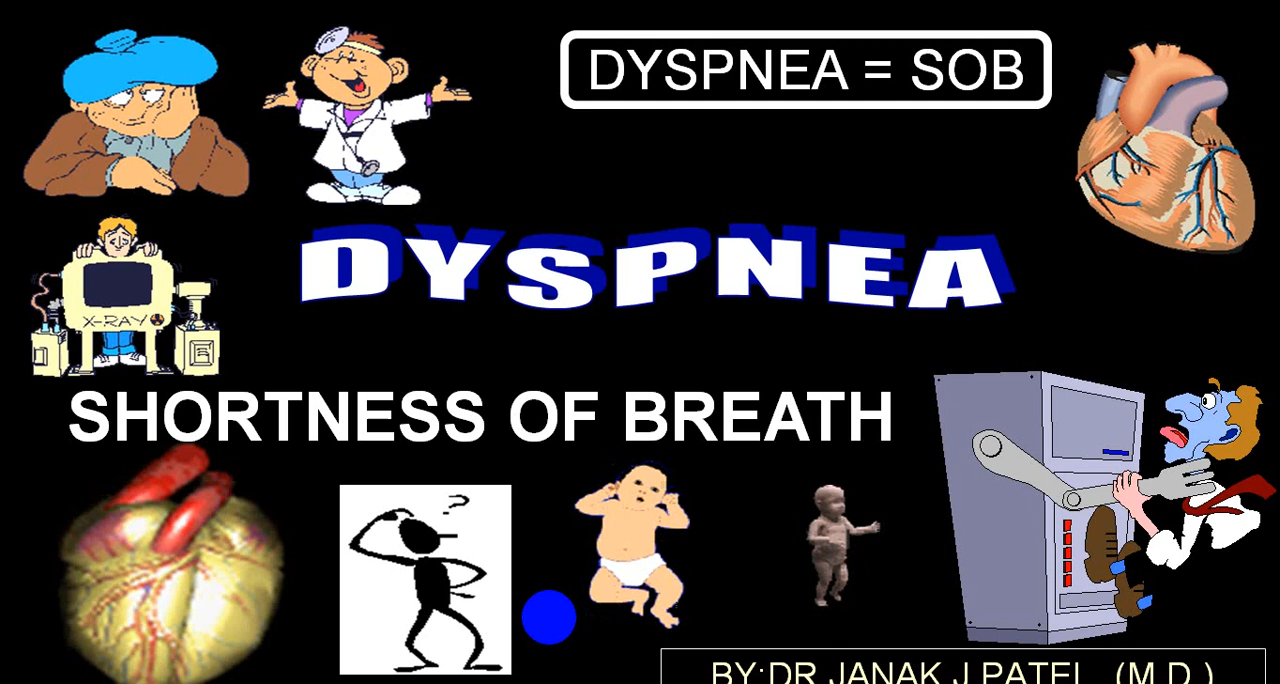 DYSPNEA = SOB
DYSPNEA
X-RAY
SHORTNESS OF BREATH
?
BY:DR JANAK J PATEL (M.D.)